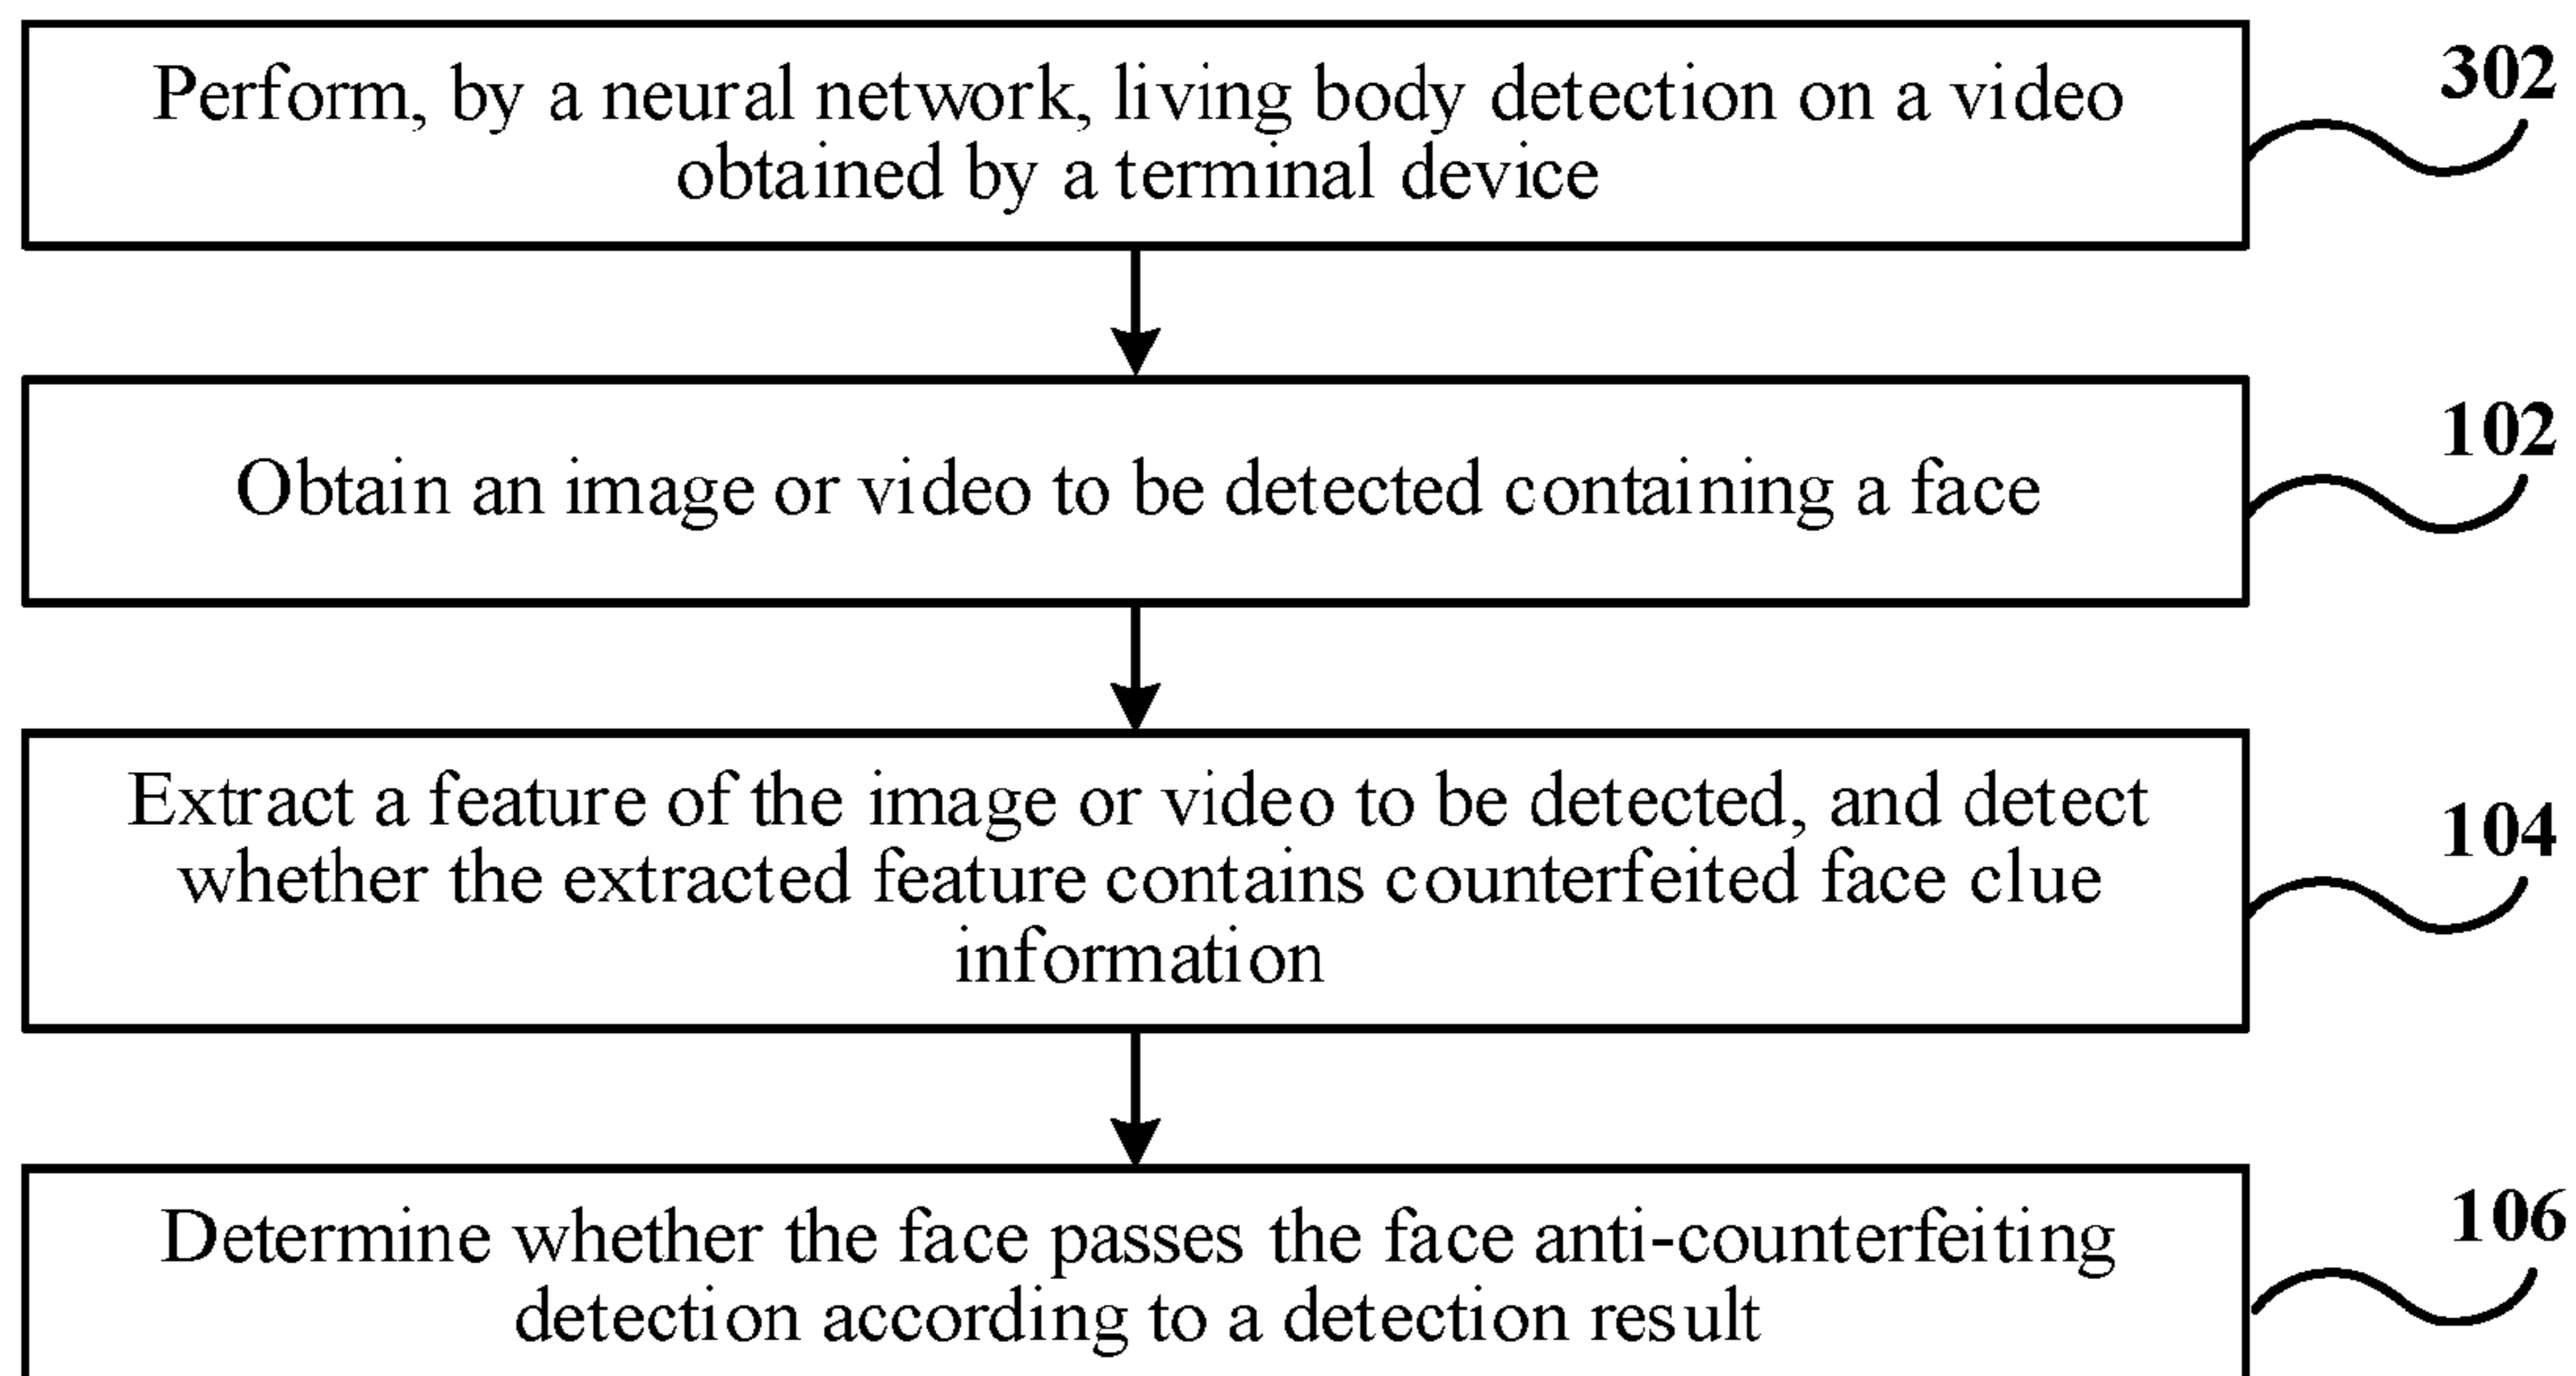 Perform, by a neural network, living body detection on a video
obtained by a terminal device
302
Obtain an image or video to be detected containing a face
102
Extract a feature of the image or video to be detected, and detect
whether the extracted feature contains counterfeited face clue
information
104
Determine whether the face passes the face anti-counterfeiting
detection according to a detection result
106